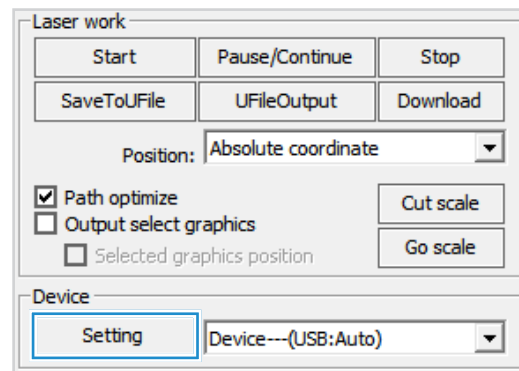 Laser work
Start Pause/Continue Stop
SaveToUFile UFileOutput Download
Position: Absolute coordinate
Path optimize Cut scale
Output select graphics
Selected graphics position Go scale
Device
Setting Device---(USB:Auto)